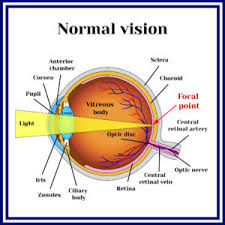 Normal vision
Anterior
chamber
Cornea
Pupil
Light
Iris
Zonules
Ciliary
body
Lens
Vitreous
body
Sclera
Choroid
Focal
point
Central
retinal artery
Optic disc
Optic nerve
Central
retinal vein
Retina